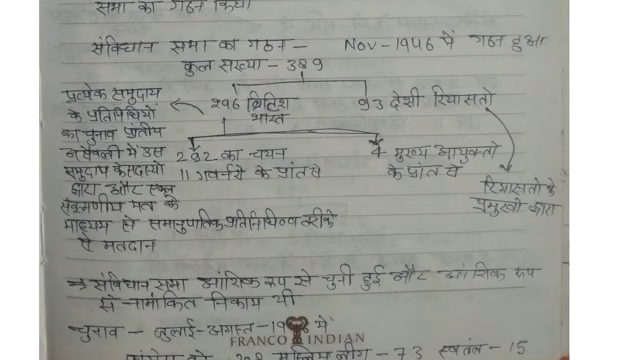 सभा का गठन किया
संविधान सभा का गठन - Nov-1946 में गठन हुआ
कुल संख्या - 389
296 ब्रिटिश भारत
93 देशी रियासतो
प्रत्येक समुदाय
के प्रतिनिधियों
का चुनाव प्रांतीय
असेंबली में उस
समुदाय के सदस्यो
द्वारा और एकल
संक्रमणीय मत के
माध्यम से समानुपातिक प्रतिनिधित्व तरीके
से मतदान
292 का चयन
11 गवर्नरो के प्रांत से
4 मुख्य आयुक्तो
के प्रांत से
रियासतो के
प्रमुखो द्वारा
→ संविधान सभा आंशिक रूप से चुनी हुई और आंशिक रूप
से नामांकित निकाय थी
चुनाव - जुलाई-अगस्त - में
FRANCO INDIAN
208 मुस्लिम लीग - 73 स्वतंत्र - 15